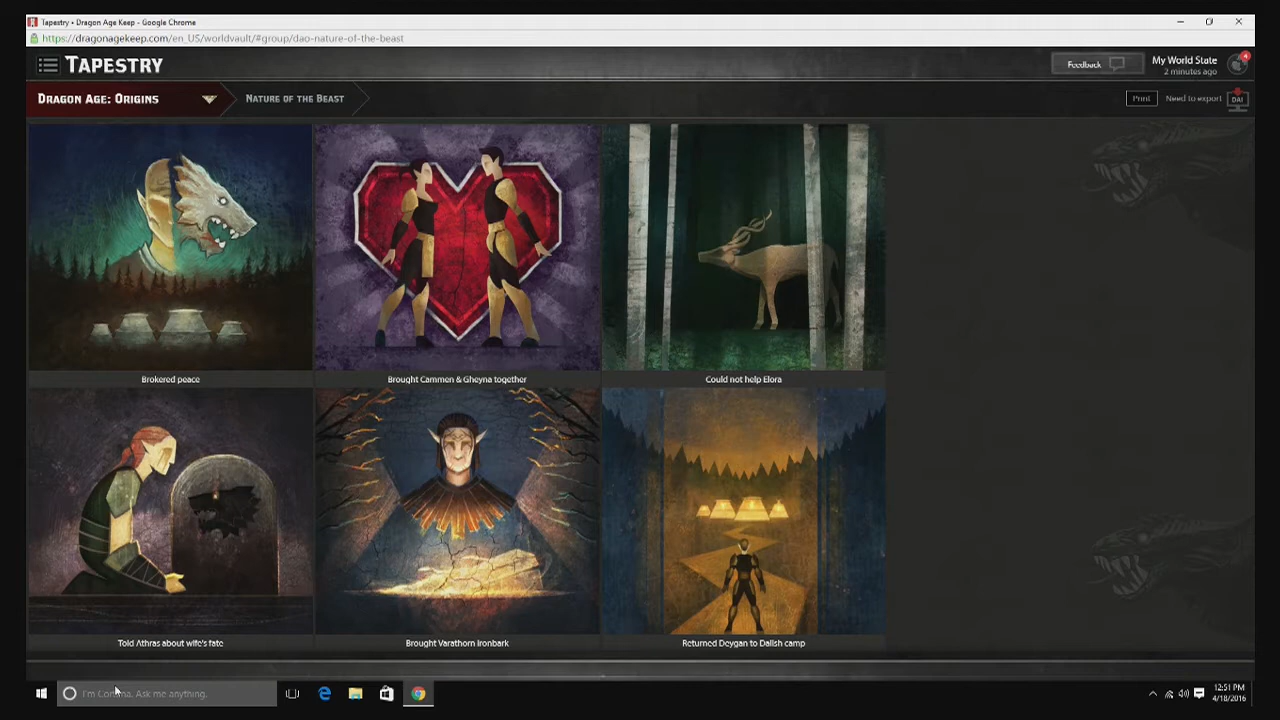 Tapestry • Dragon Age Keep - Google Chrome
https://dragonagekeep.com/en_US/worldvault/#group/dao-nature-of-the-beast
TAPESTRY
Feedback
My World State
2 minutes ago
4
DRAGON AGE: ORIGINS
NATURE OF THE BEAST
Print
Need to export
DAI
Brokered peace
Brought Cammen & Gheyna together
Could not help Elora
Told Athras about wife's fate
Brought Varathorn Ironbark
Returned Deygan to Dalish camp
I'm Cortana. Ask me anything.
12:51 PM
4/18/2016